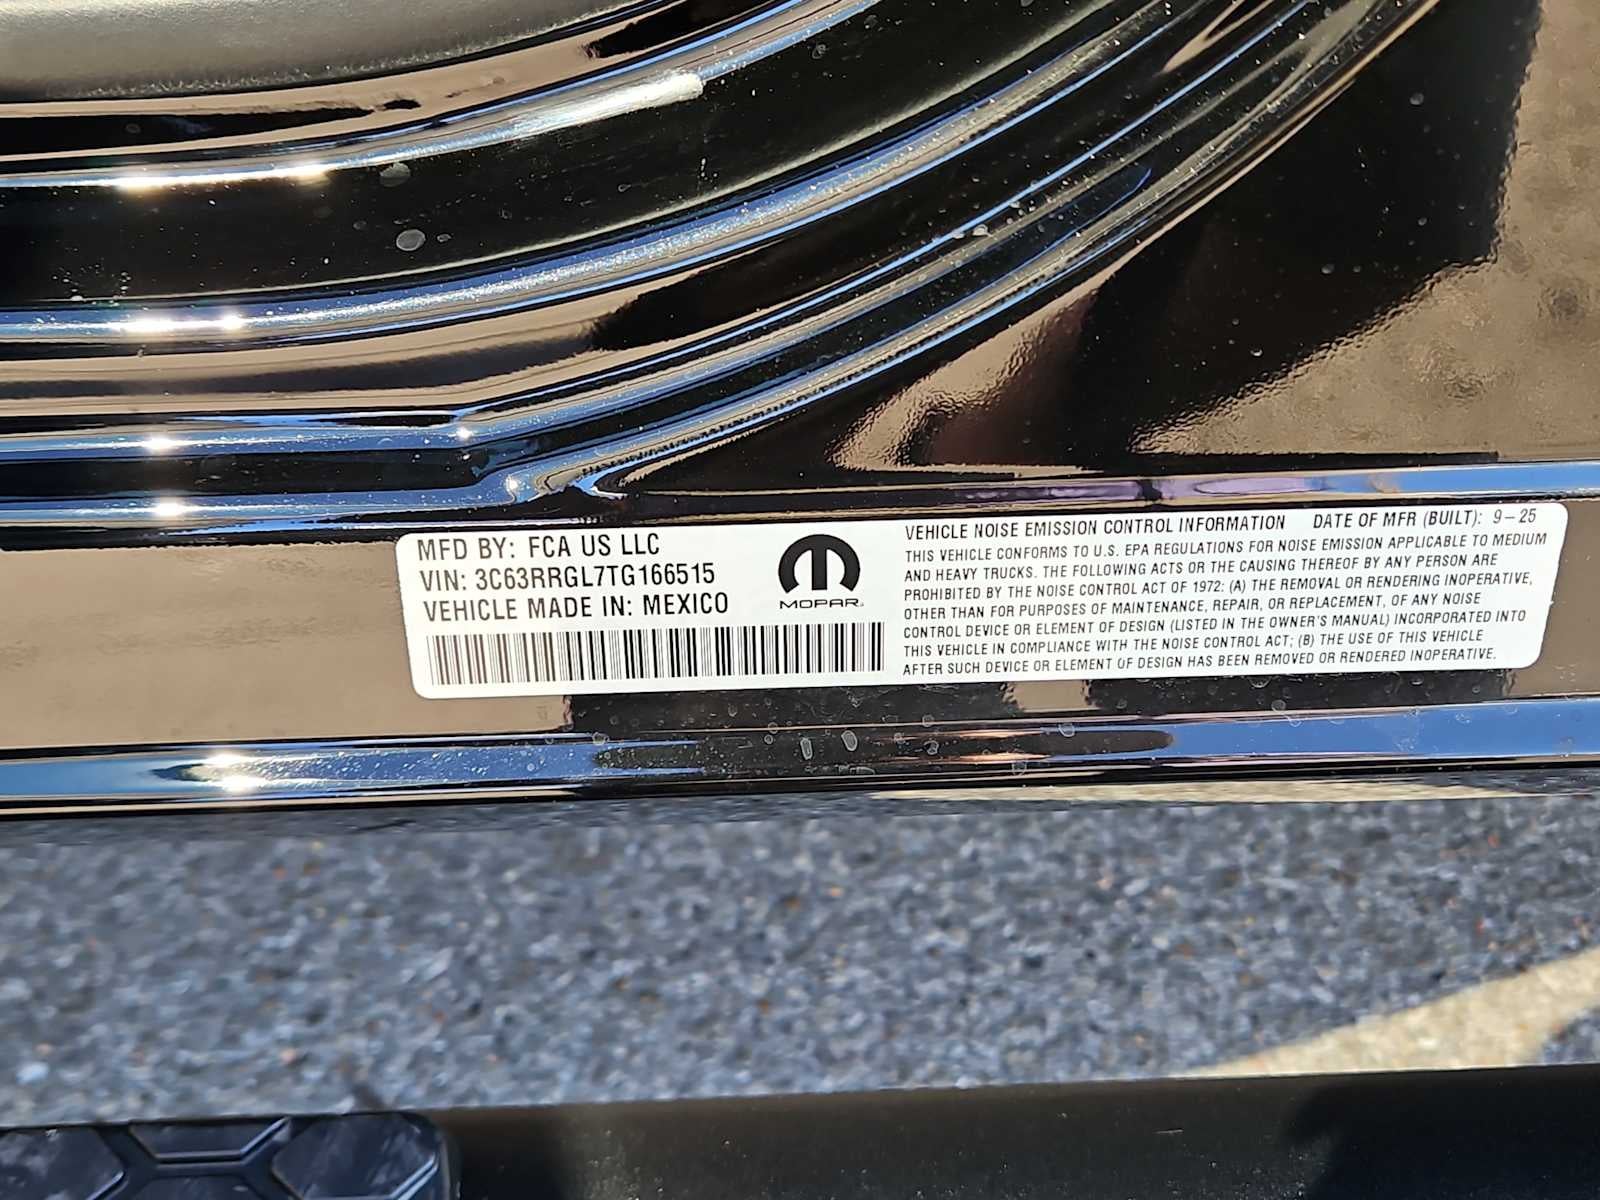 MFD BY: FCA US LLC
VIN: 3C63RRGL7TG166515
VEHICLE MADE IN: MEXICO
MOPAR
VEHICLE NOISE EMISSION CONTROL INFORMATION DATE OF MFR (BUILT): 9-25
THIS VEHICLE CONFORMS TO U.S. EPA REGULATIONS FOR NOISE EMISSION APPLICABLE TO MEDIUM
AND HEAVY TRUCKS. THE FOLLOWING ACTS OR THE CAUSING THEREOF BY ANY PERSON ARE
PROHIBITED BY THE NOISE CONTROL ACT OF 1972: (A) THE REMOVAL OR RENDERING INOPERATIVE,
OTHER THAN FOR PURPOSES OF MAINTENANCE, REPAIR, OR REPLACEMENT, OF ANY NOISE
CONTROL DEVICE OR ELEMENT OF DESIGN (LISTED IN THE OWNER'S MANUAL) INCORPORATED INTO
THIS VEHICLE IN COMPLIANCE WITH THE NOISE CONTROL ACT; (B) THE USE OF THIS VEHICLE
AFTER SUCH DEVICE OR ELEMENT OF DESIGN HAS BEEN REMOVED OR RENDERED INOPERATIVE.